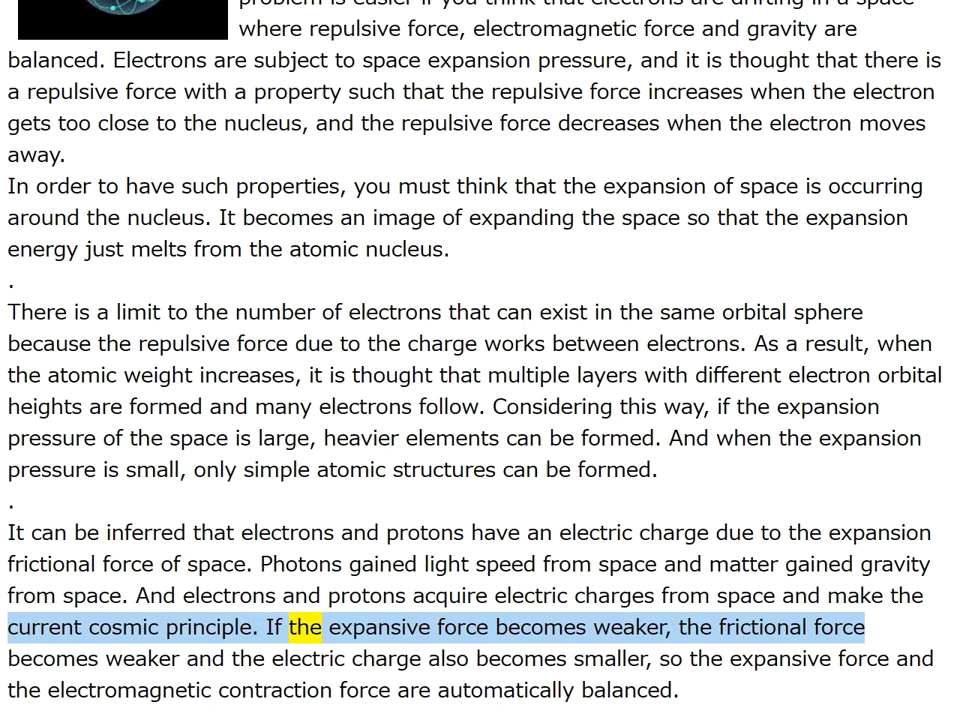 problem is easier if you think that electrons are drifting in a space
where repulsive force, electromagnetic force and gravity are
balanced. Electrons are subject to space expansion pressure, and it is thought that there is
a repulsive force with a property such that the repulsive force increases when the electron
gets too close to the nucleus, and the repulsive force decreases when the electron moves
away.
In order to have such properties, you must think that the expansion of space is occurring
around the nucleus. It becomes an image of expanding the space so that the expansion
energy just melts from the atomic nucleus.
.
There is a limit to the number of electrons that can exist in the same orbital sphere
because the repulsive force due to the charge works between electrons. As a result, when
the atomic weight increases, it is thought that multiple layers with different electron orbital
heights are formed and many electrons follow. Considering this way, if the expansion
pressure of the space is large, heavier elements can be formed. And when the expansion
pressure is small, only simple atomic structures can be formed.
.
It can be inferred that electrons and protons have an electric charge due to the expansion
frictional force of space. Photons gained light speed from space and matter gained gravity
from space. And electrons and protons acquire electric charges from space and make the
current cosmic principle. If the expansive force becomes weaker, the frictional force
becomes weaker and the electric charge also becomes smaller, so the expansive force and
the electromagnetic contraction force are automatically balanced.